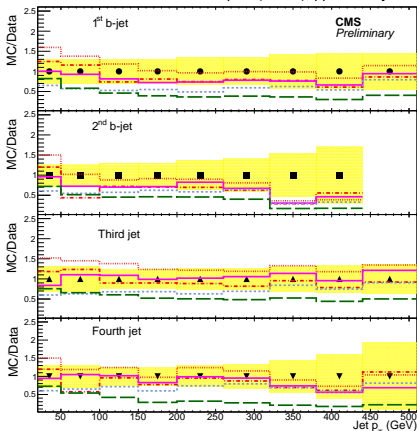 1st b-jet
CMS
Preliminary
MC/Data
2.5
2
1.5
1
0.5
2nd b-jet
MC/Data
2.5
2
1.5
1
0.5
Third jet
MC/Data
2.5
2
1.5
1
0.5
Fourth jet
MC/Data
2.5
2
1.5
1
0.5
50 100 150 200 250 300 350 400 450 500
Jet p (GeV)